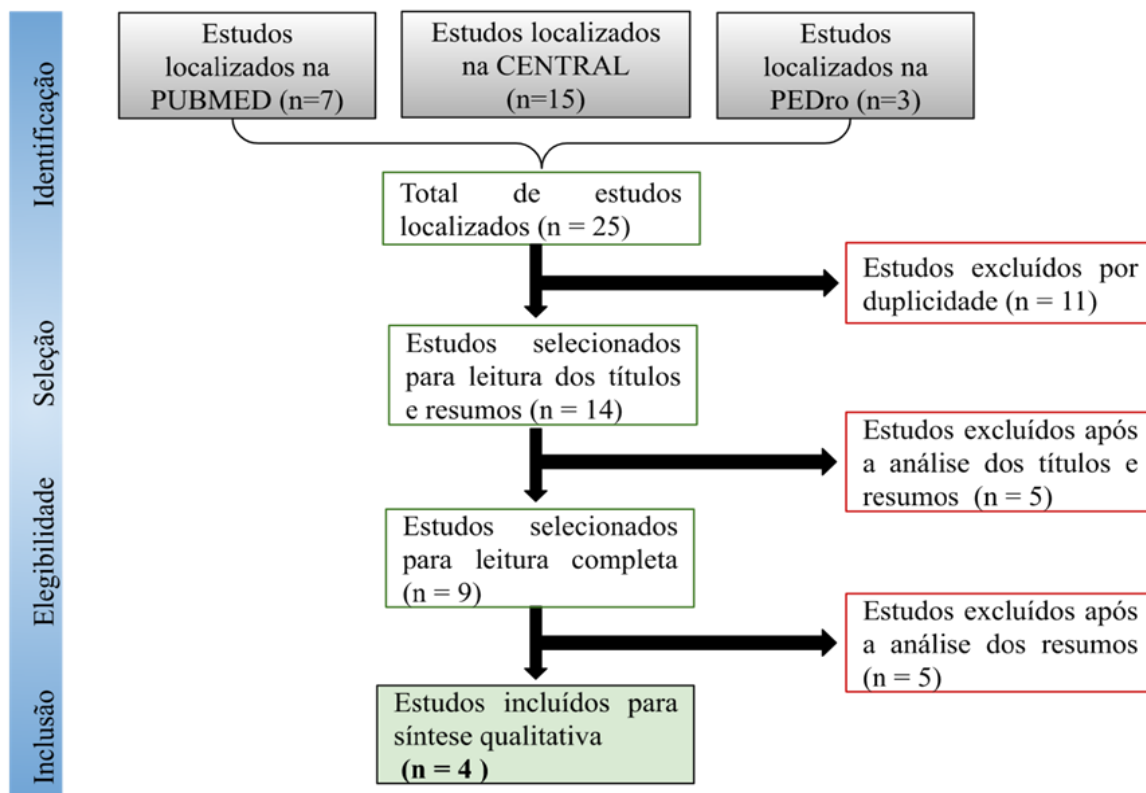 Identificação
Estudos
localizados na
PUBMED (n=7)
Estudos localizados
na CENTRAL
(n=15)
Estudos
localizados na
PEDro (n=3)
Total de estudos
localizados (n = 25)
Estudos excluídos por
duplicidade (n = 11)
Seleção
Estudos selecionados
para leitura dos títulos
e resumos (n = 14)
Estudos excluídos após
a análise dos títulos e
resumos (n = 5)
Elegibilidade
Estudos selecionados
para leitura completa
(n = 9)
Estudos excluídos após
a análise dos resumos
(n = 5)
Inclusão
Estudos incluídos para
síntese qualitativa
(n = 4 )